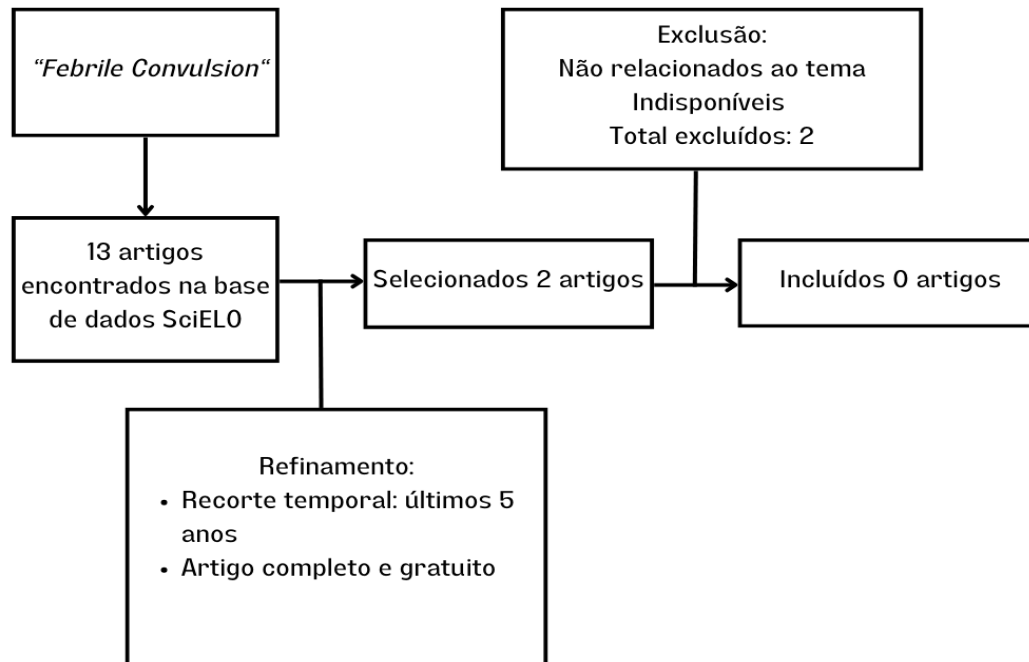 “Febrile Convulsion“
13 artigos
encontrados na base
de dados SciELO
Refinamento:
• Recorte temporal: últimos 5
anos
• Artigo completo e gratuito
Selecionados 2 artigos
Exclusão:
Não relacionados ao tema
Indisponíveis
Total excluídos: 2
Incluídos 0 artigos